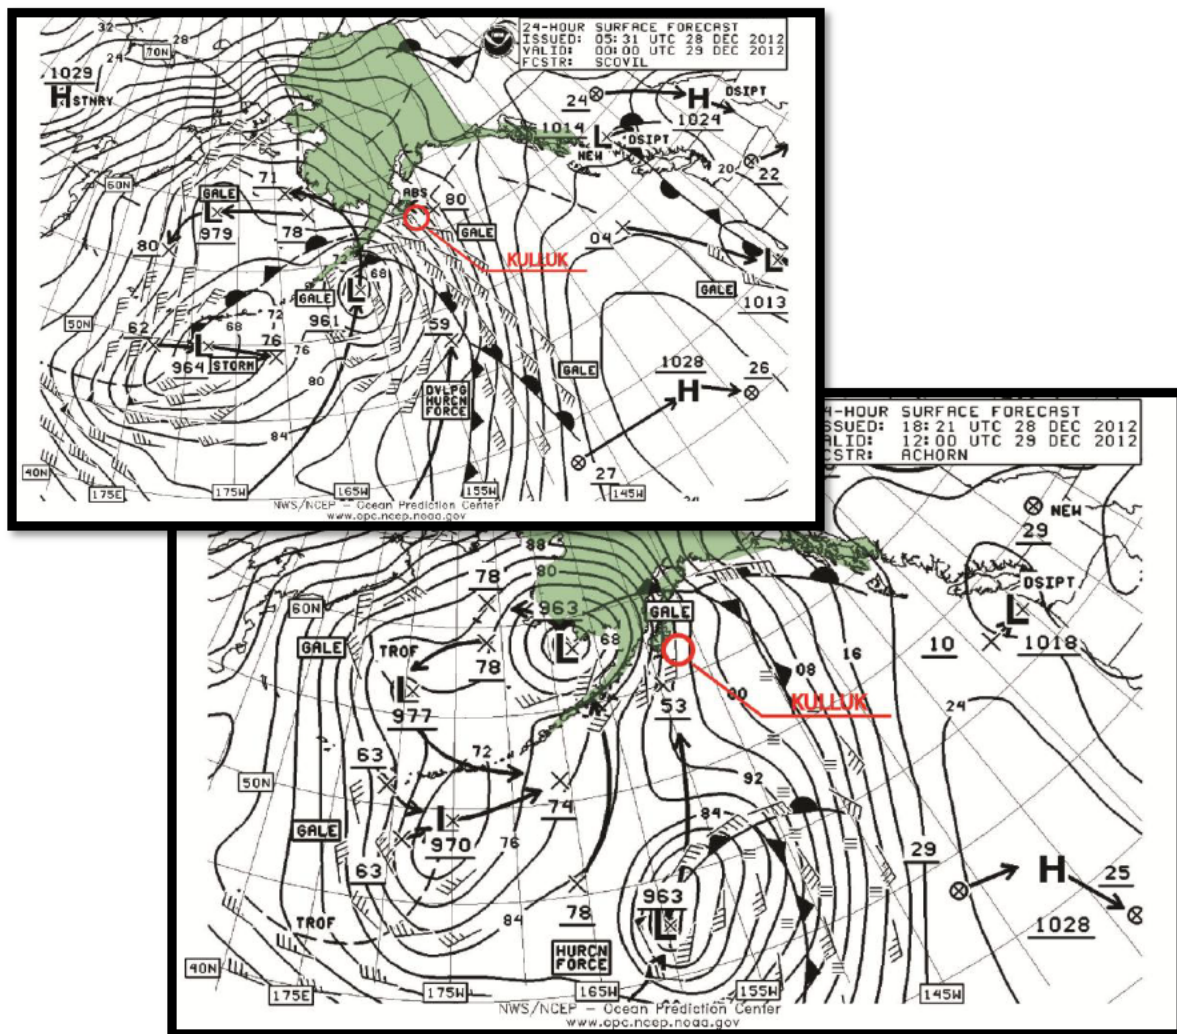 24-HOUR SURFACE FORECAST
ISSUED: 05:31 UTC 28 DEC 2012
VALID: 00:00 UTC 29 DEC 2012
FCSTR: SCOVIL
32
28
70N
24
1029
H STNRY
24
H DSIPT
1024
1014
L
NEW
DSIPT
20
22
60N
71
GALE
L
979
78
80
ABS
80
GALE
KULLUK
04
L
GALE
1013
72
68
L
GALE
961
50N
62
68
72
L
76
76
964
STORM
80
59
84
DVLPG
HURCN
FORCE
GALE
1028
H
26
27
24
40N
175E
175W
165W
155W
145W
NWS/NCEP – Ocean Prediction Center
www.opc.ncep.noaa.gov
4-HOUR SURFACE FORECAST
ISSUED: 18:21 UTC 28 DEC 2012
VALID: 12:00 UTC 29 DEC 2012
FCSTR: ACHORN
NEW
29
88
80
78
963
60N
GALE
GALE
68
L
TROF
78
L
977
DSIPT
L
10
1018
16
08
00
KULLUK
53
24
72
63
50N
92
74
GALE
L
970
76
84
29
63
H
25
1028
963
L
78
84
TROF
HURCN
FORCE
40N
175E
175W
165W
155W
145W
NWS/NCEP – Ocean Prediction Center
www.opc.ncep.noaa.gov